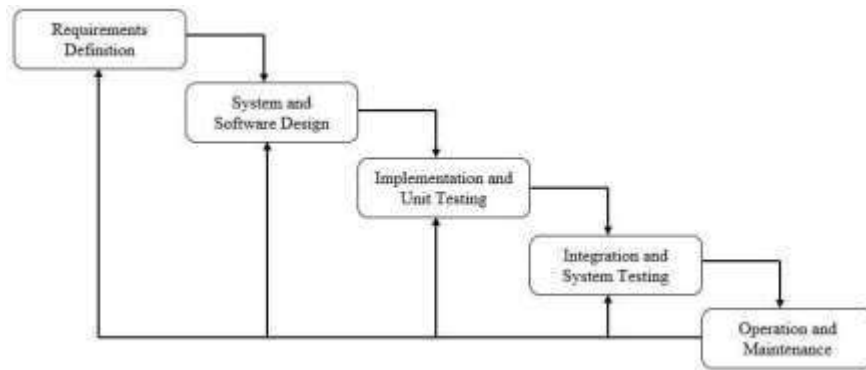 Requirements
Definition
System and
Software Design
Implementation and
Unit Testing
Integration and
System Testing
Operation and
Maintenance